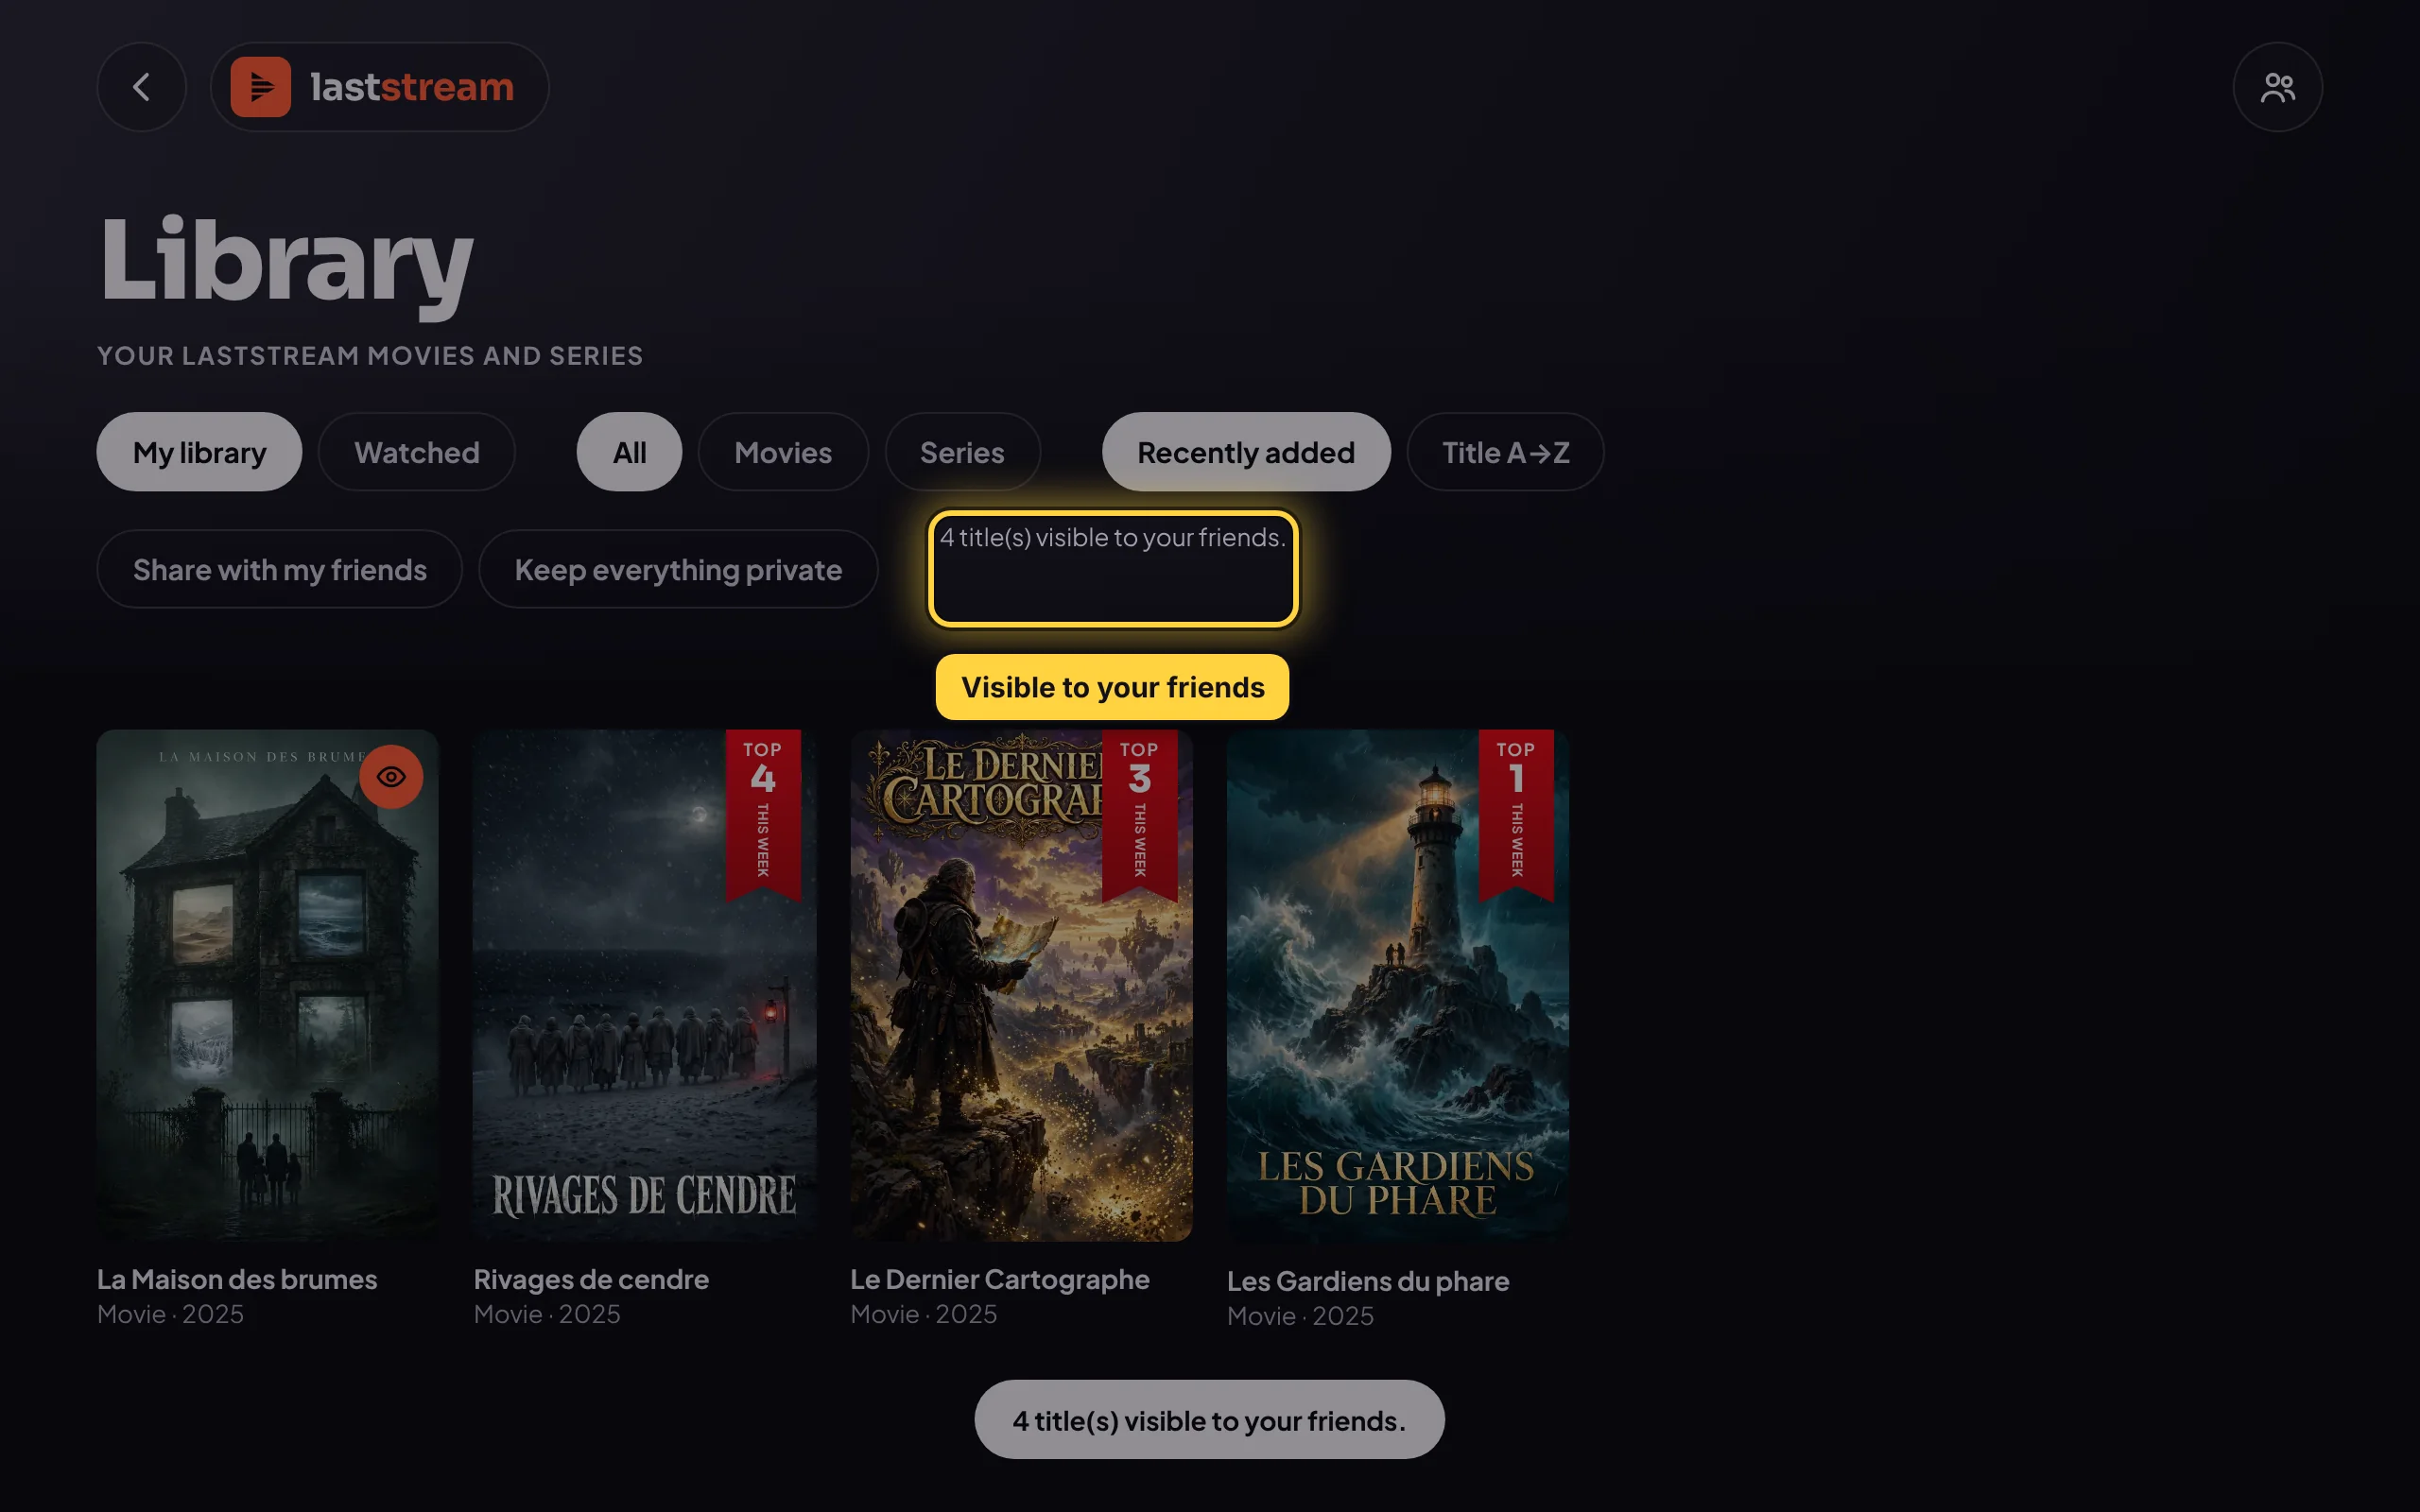 laststream
Library
YOUR LASTSTREAM MOVIES AND SERIES
My library
Watched
All
Movies
Series
Recently added
Title A→Z
Share with my friends
Keep everything private
4 title(s) visible to your friends.
Visible to your friends
LA MAISON DES BRUME
TOP
4
THIS WEEK
RIVAGES DE CENDRE
LE DERNIE
CARTOGRA
TOP
3
THIS WEEK
TOP
1
THIS WEEK
LES GARDIENS
DU PHARE
La Maison des brumes
Movie · 2025
Rivages de cendre
Movie · 2025
Le Dernier Cartographe
Movie · 2025
Les Gardiens du phare
Movie · 2025
4 title(s) visible to your friends.